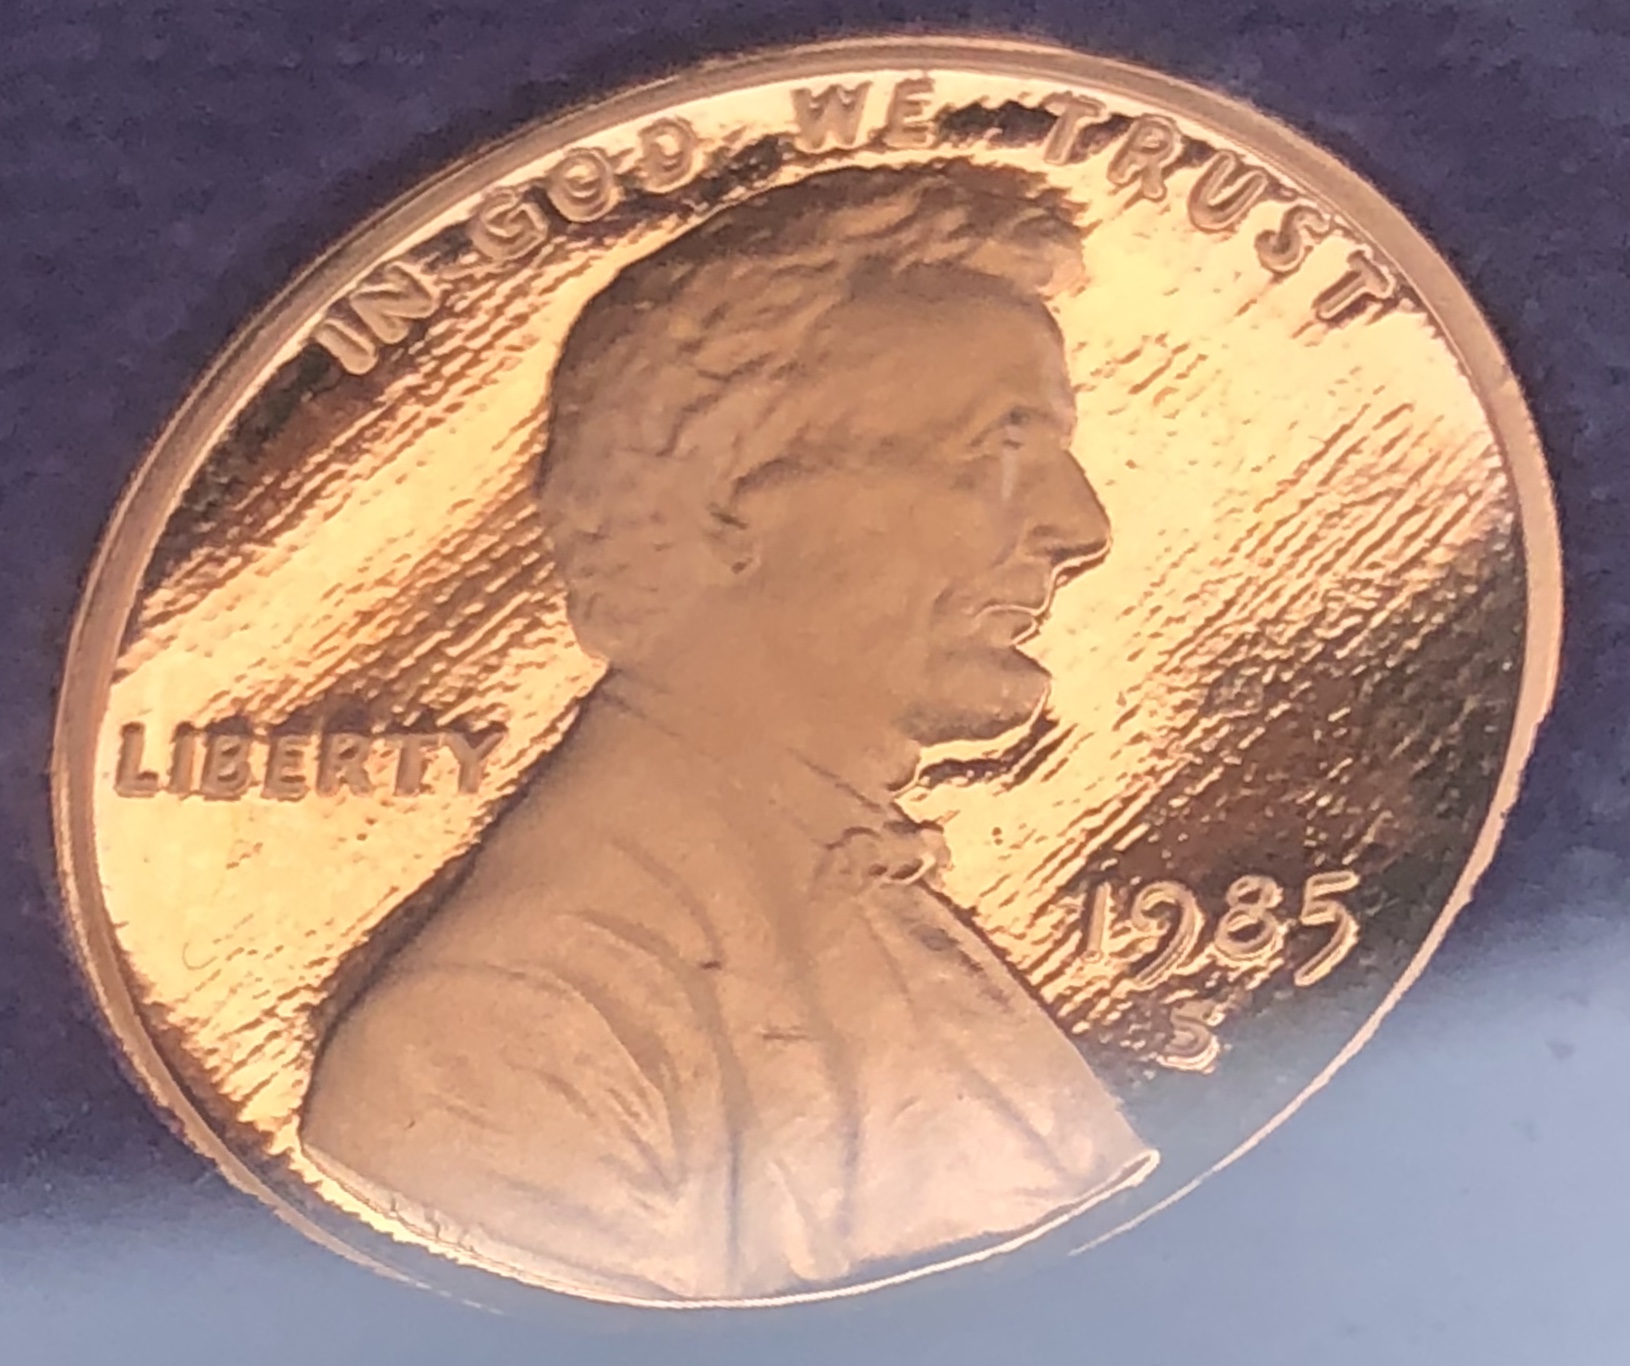 IN GOD WE TRUST
LIBERTY
1985
S